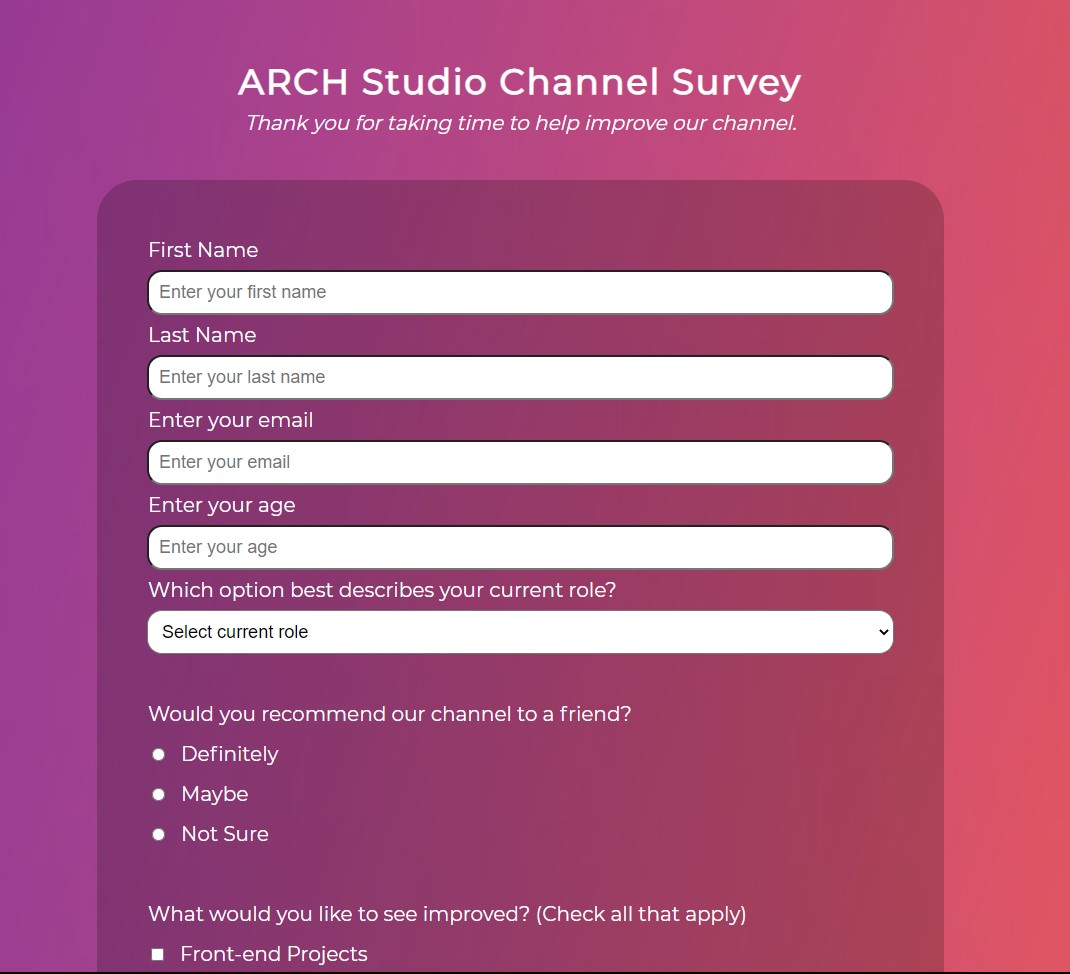 ARCH Studio Channel Survey
Thank you for taking time to help improve our channel.
First Name
Enter your first name
Last Name
Enter your last name
Enter your email
Enter your email
Enter your age
Enter your age
Which option best describes your current role?
Select current role
Would you recommend our channel to a friend?
Definitely
Maybe
Not Sure
What would you like to see improved? (Check all that apply)
Front-end Projects